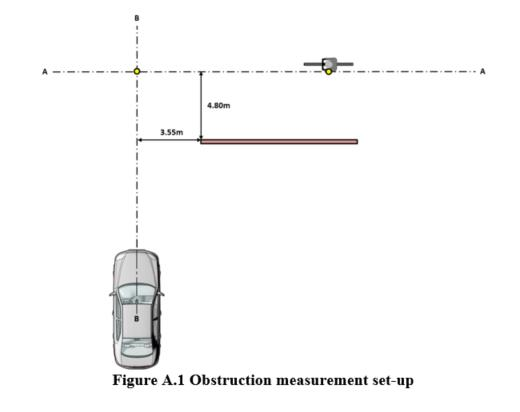 B
A
A
4.80m
3.55m
B
Figure A.1 Obstruction measurement set-up